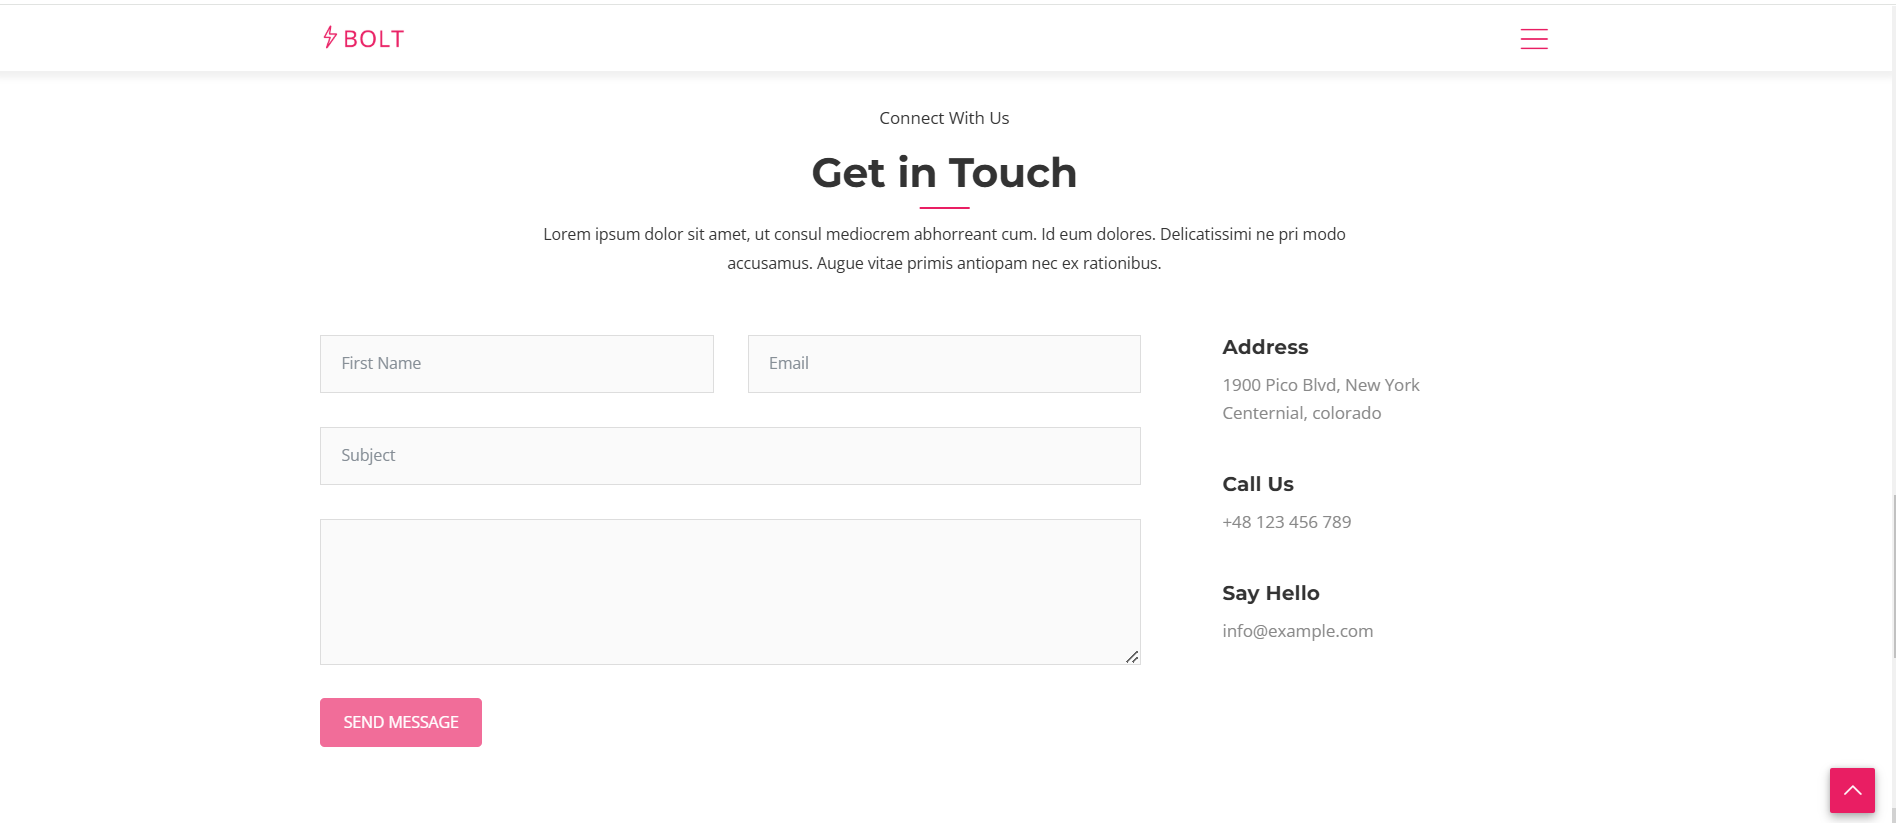 BOLT
Connect With Us
Get in Touch
Lorem ipsum dolor sit amet, ut consul mediocrem abhorreant cum. Id eum dolores. Delicatissimi ne pri modo
accusamus. Augue vitae primis antiopam nec ex rationibus.
First Name
Email
Subject
SEND MESSAGE
Address
1900 Pico Blvd, New York
Centernial, colorado
Call Us
+48 123 456 789
Say Hello
info@example.com